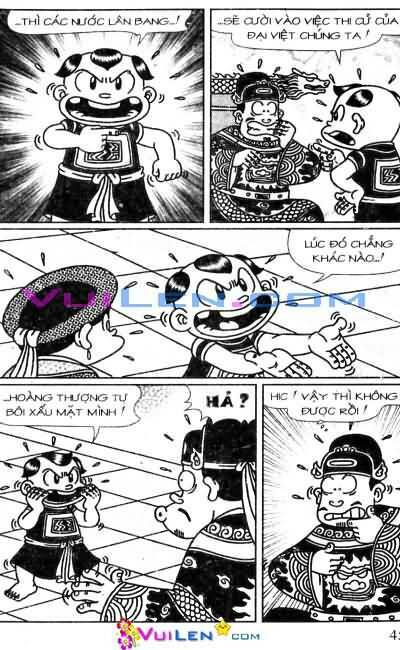 ...THÌ CÁC NƯỚC LÂN BANG...!
...SẼ CƯỜI VÀO VIỆC THI CỬ CỦA
ĐẠI VIỆT CHÚNG TA!
LÚC ĐÓ CHẲNG
KHÁC NÀO...!
VUILEN.COM
...HOÀNG THƯỢNG TỰ
BÔI XẤU MẶT MÌNH!
HẢ?
HIC! VẬY THÌ KHÔNG
ĐƯỢC RỒI!
VUILEN.COM